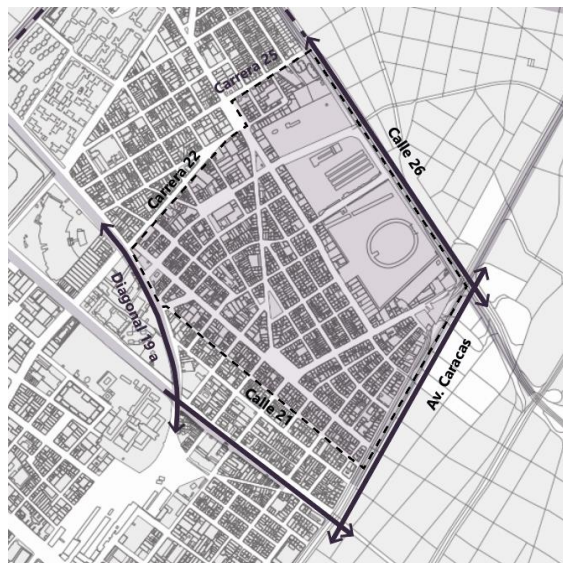 Carrera 25
Calle 26
Carrera 22
Diagonal 19 a
Av. Caracas
Calle 21